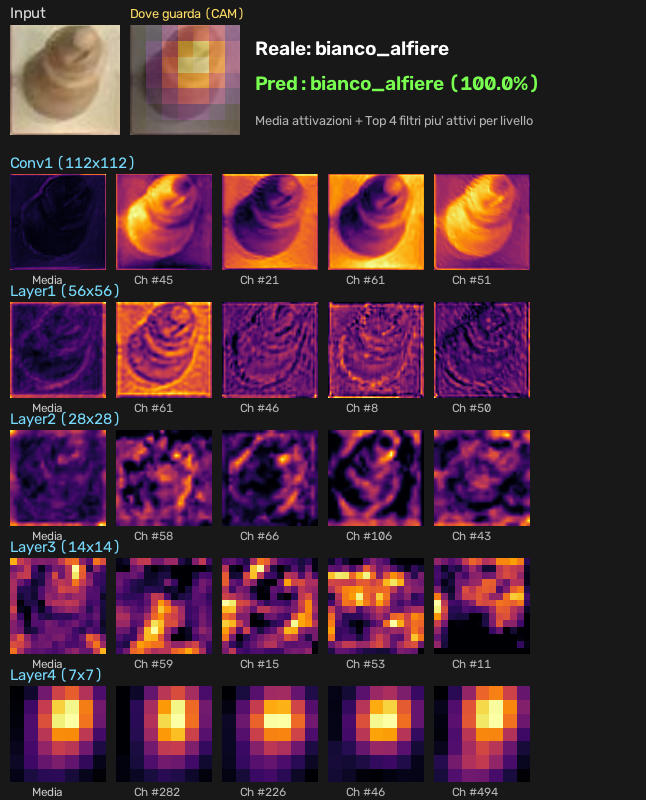 Input
Dove guarda (CAM)
Reale: bianco_alfiere
Pred : bianco_alfiere (100.0%)
Media attivazioni + Top 4 filtri piu' attivi per livello
Conv1 (112x112)
Media Ch #45 Ch #21 Ch #61 Ch #51
Layer1 (56x56)
Media Ch #61 Ch #46 Ch #8 Ch #50
Layer2 (28x28)
Media Ch #58 Ch #66 Ch #106 Ch #43
Layer3 (14x14)
Media Ch #59 Ch #15 Ch #53 Ch #11
Layer4 (7x7)
Media Ch #282 Ch #226 Ch #46 Ch #494